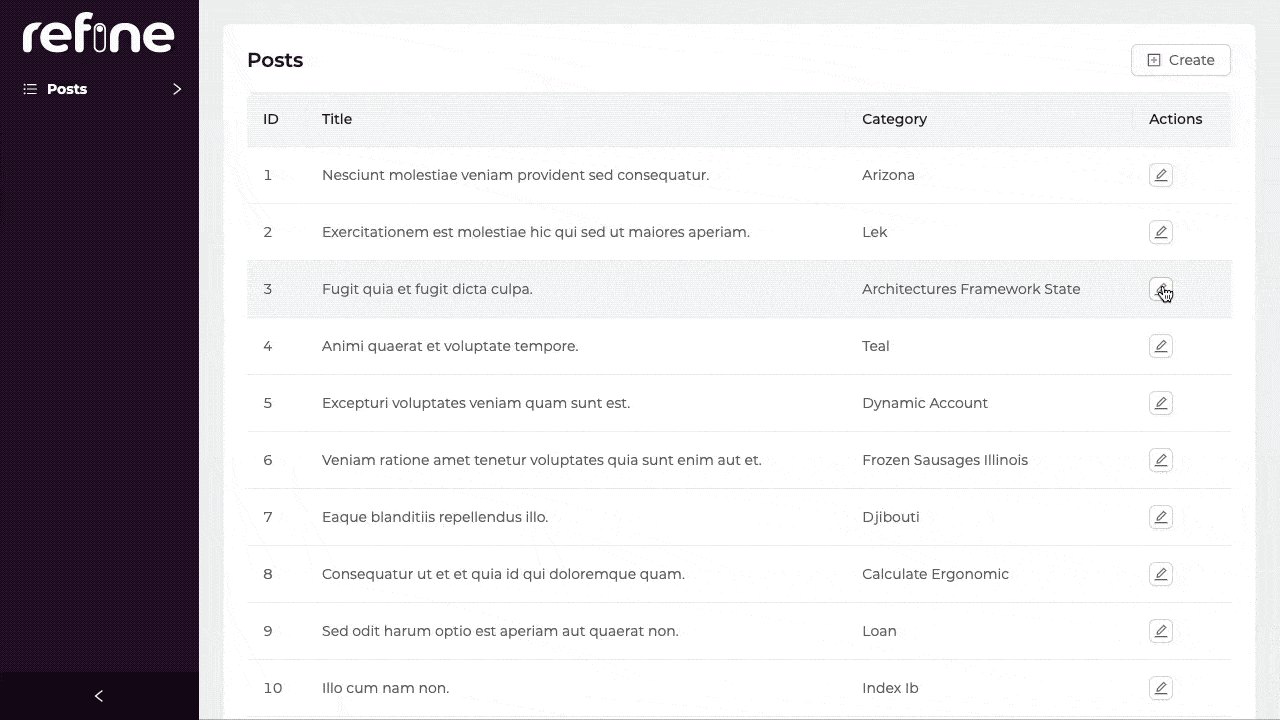 refine
Posts
Posts
Create
ID Title Category Actions
1 Nesciunt molestiae veniam provident sed consequatur. Arizona
2 Exercitationem est molestiae hic qui sed ut maiores aperiam. Lek
3 Fugit quia et fugit dicta culpa. Architectures Framework State
4 Animi quaerat et voluptate tempore. Teal
5 Excepturi voluptates veniam quam sunt est. Dynamic Account
6 Veniam ratione amet tenetur voluptates quia sunt enim aut et. Frozen Sausages Illinois
7 Eaque blanditiis repellendus illo. Djibouti
8 Consequatur ut et et quia id qui doloremque quam. Calculate Ergonomic
9 Sed odit harum optio est aperiam aut quaerat non. Loan
10 Illo cum nam non. Index Ib